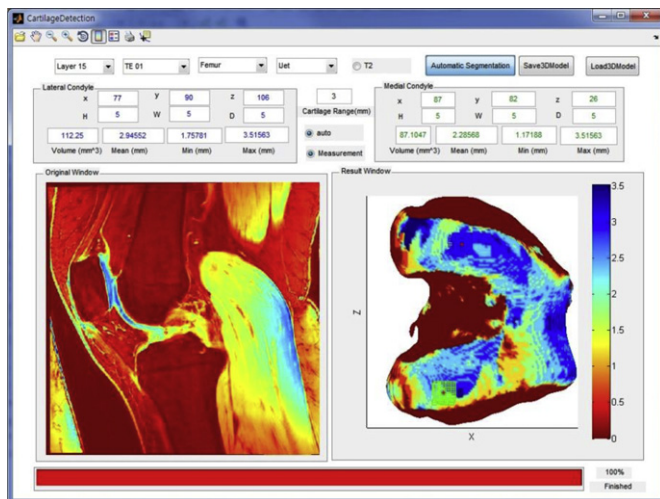 CartilageDetection
Layer 15 TE 01 Femur Uet T2 Automatic Segmentation Save3DModel Load3DModel
Lateral Condyle
x 77 y 90 z 106
H 5 W 5 D 5
112.25 2.94552 1.75781 3.51563
Volume (mm^3) Mean (mm) Min (mm) Max (mm)
3
Cartilage Range(mm)
auto
Measurement
Medial Condyle
x 87 y 82 z 26
H 5 W 5 D 5
87.1047 2.28568 1.17188 3.51563
Volume (mm^3) Mean (mm) Min (mm) Max (mm)
Original Window
Result Window
Z
X
3.5
3
2.5
2
1.5
1
0.5
0
100%
Finished